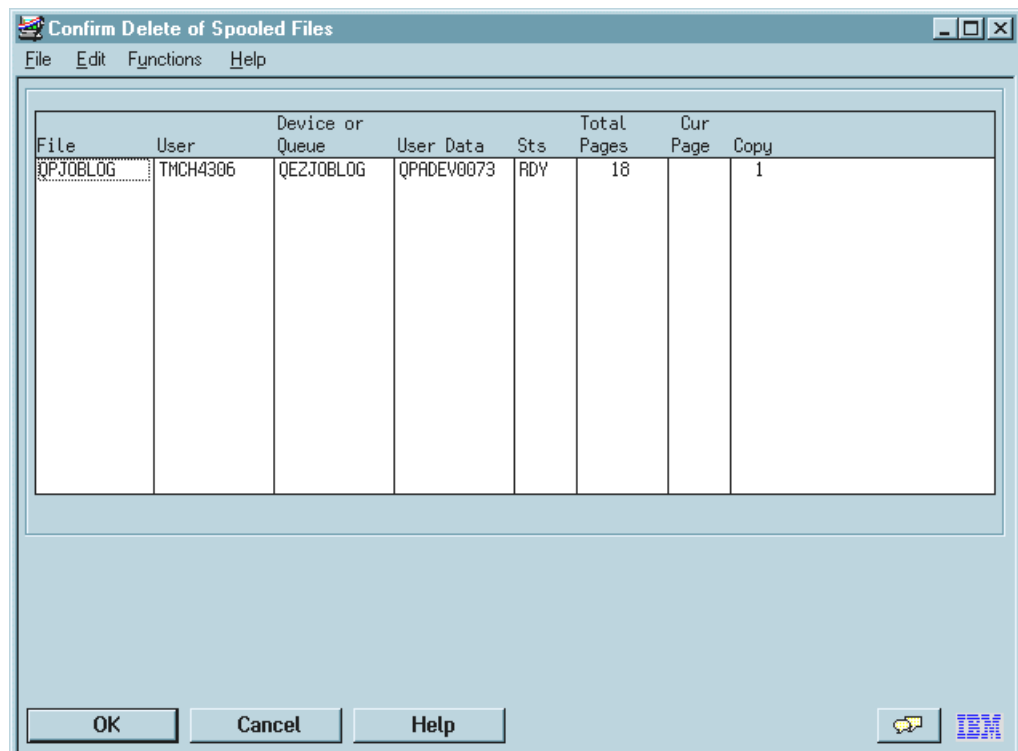 Confirm Delete of Spooled Files
File Edit Functions Help
Device or Total Cur
File User Queue User Data Sts Pages Page Copy
QPJOBLOG TMCH4306 QEZJOBLOG QPADEV0073 RDY 18 1
OK Cancel Help IBM